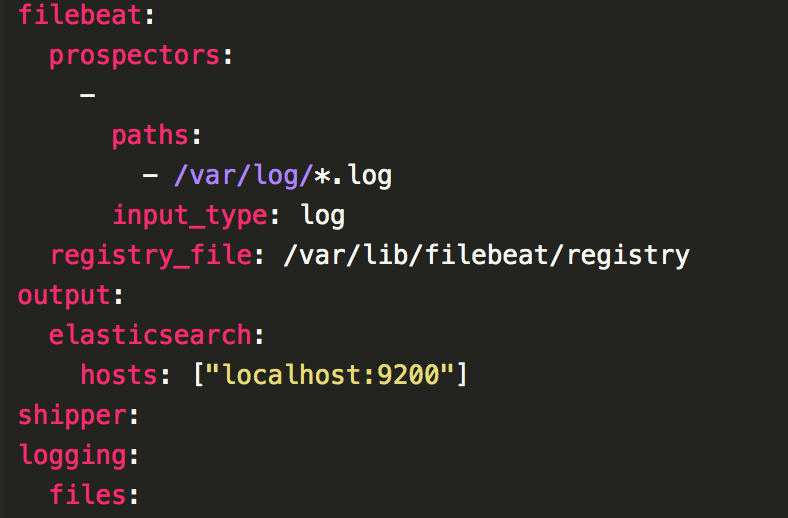 filebeat:
  prospectors:
    -
      paths:
        - /var/log/*.log
      input_type: log
  registry_file: /var/lib/filebeat/registry
output:
  elasticsearch:
    hosts: ["localhost:9200"]
shipper:
logging:
  files: